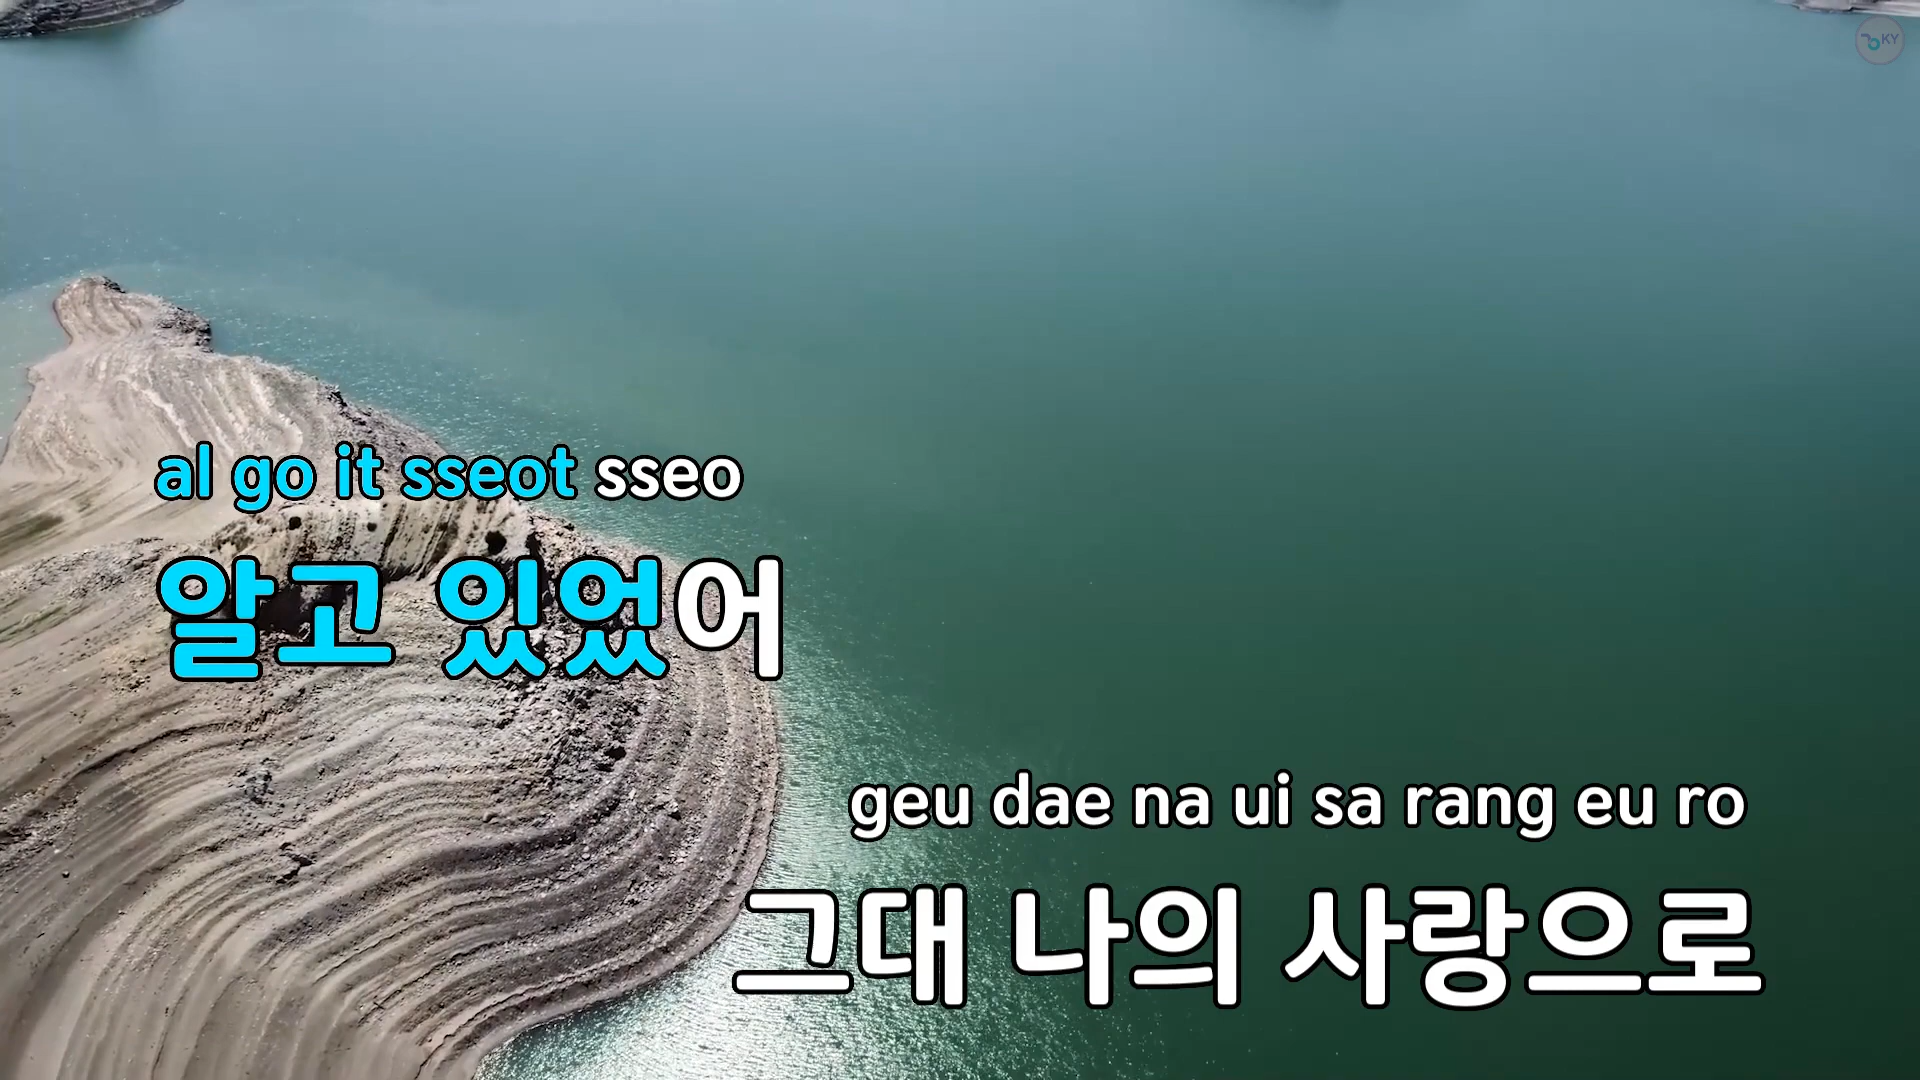 KY
al go it sseot sseo
알고 있었어
geu dae na ui sa rang eu ro
그대 나의 사랑으로